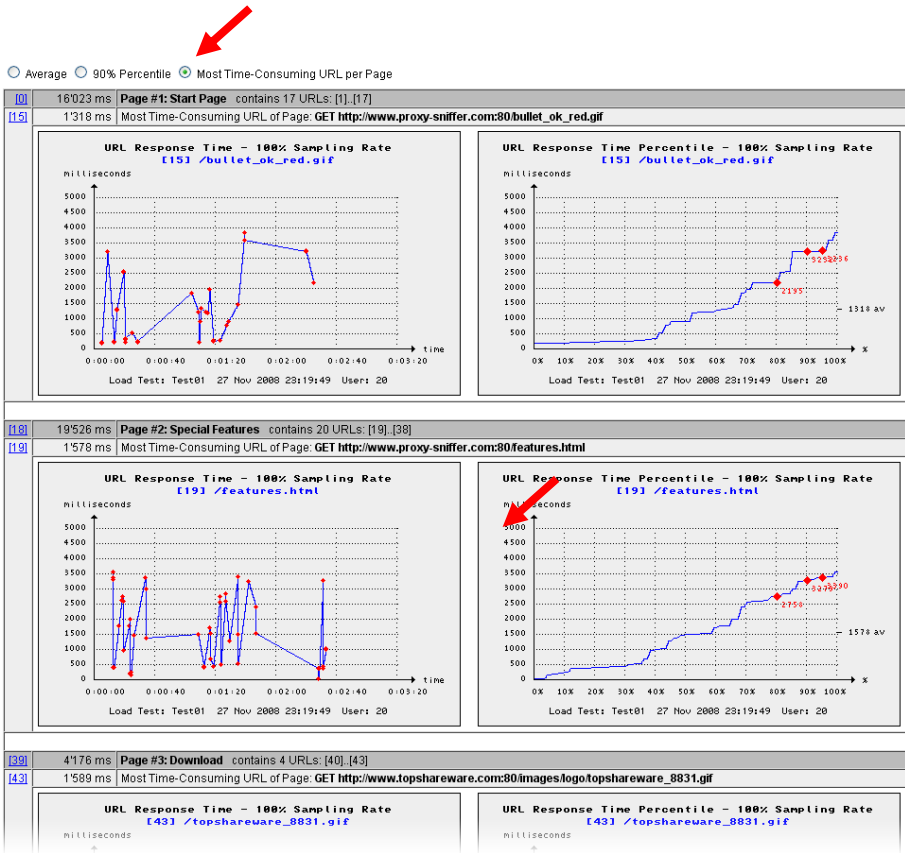 Average 90% Percentile Most Time-Consuming URL per Page
[0] 16'023 ms Page #1: Start Page contains 17 URLs: [1]..[17]
[15] 1'318 ms Most Time-Consuming URL of Page: GET http://www.proxy-sniffer.com:80/bullet_ok_red.gif
URL Response Time - 100% Sampling Rate
[15] /bullet_ok_red.gif
milliseconds
5000
4500
4000
3500
3000
2500
2000
1500
1000
500
0
0:00:00 0:00:40 0:01:20 0:02:00 0:02:40 0:03:20
time
Load Test: Test01 27 Nov 2008 23:19:49 User: 20
URL Response Time Percentile - 100% Sampling Rate
[15] /bullet_ok_red.gif
milliseconds
5000
4500
4000
3500
3000
2500
2000
1500
1000
500
0
2195
3236
1318 av
0% 10% 20% 30% 40% 50% 60% 70% 80% 90% 100%
%
Load Test: Test01 27 Nov 2008 23:19:49 User: 20
[18] 19'526 ms Page #2: Special Features contains 20 URLs: [19]..[38]
[19] 1'578 ms Most Time-Consuming URL of Page: GET http://www.proxy-sniffer.com:80/features.html
URL Response Time - 100% Sampling Rate
[19] /features.html
milliseconds
5000
4500
4000
3500
3000
2500
2000
1500
1000
500
0
0:00:00 0:00:40 0:01:20 0:02:00 0:02:40 0:03:20
time
Load Test: Test01 27 Nov 2008 23:19:49 User: 20
URL Response Time Percentile - 100% Sampling Rate
[19] /features.html
5000
4500
4000
3500
3000
2500
2000
1500
1000
500
0
1578 av
0% 10% 20% 30% 40% 50% 60% 70% 80% 90% 100%
%
Load Test: Test01 27 Nov 2008 23:19:49 User: 20
[39] 4'176 ms Page #3: Download contains 4 URLs: [40]..[43]
[43] 1'589 ms Most Time-Consuming URL of Page: GET http://www.topshareware.com:80/images/logo/topshareware_8831.gif
URL Response Time - 100% Sampling Rate
[43] /topshareware_8831.gif
milliseconds
URL Response Time Percentile - 100% Sampling Rate
[43] /topshareware_8831.gif
milliseconds